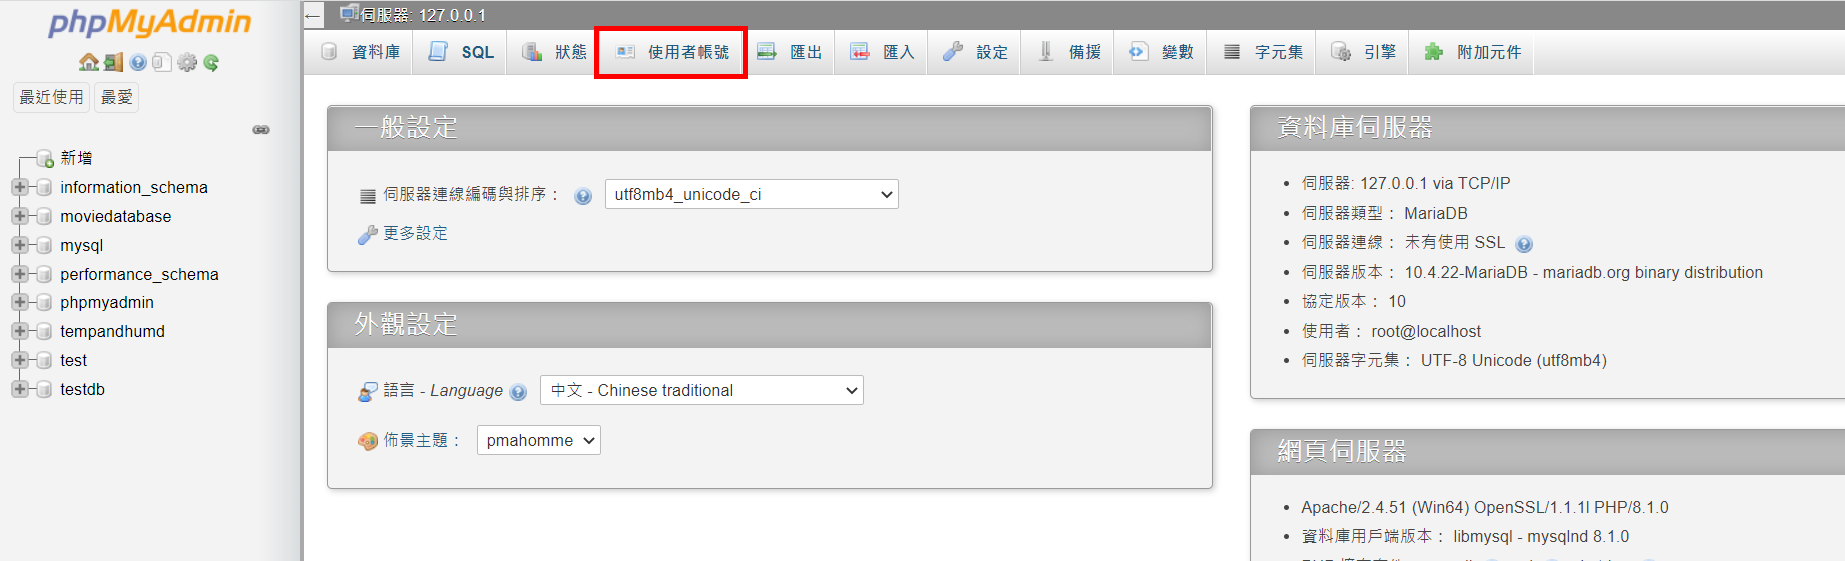 phpMyAdmin
最近使用 最愛
新增
information_schema
moviedatabase
mysql
performance_schema
phpmyadmin
tempandhumd
test
testdb
伺服器: 127.0.0.1
資料庫 SQL 狀態 使用者帳號 匯出 匯入 設定 備援 變數 字元集 引擎 附加元件
一般設定
伺服器連線編碼與排序： utf8mb4_unicode_ci
更多設定
外觀設定
語言 - Language 中文 - Chinese traditional
佈景主題： pmahomme
資料庫伺服器
伺服器: 127.0.0.1 via TCP/IP
伺服器類型： MariaDB
伺服器連線： 未有使用 SSL
伺服器版本： 10.4.22-MariaDB - mariadb.org binary distribution
協定版本： 10
使用者： root@localhost
伺服器字元集： UTF-8 Unicode (utf8mb4)
網頁伺服器
Apache/2.4.51 (Win64) OpenSSL/1.1.1l PHP/8.1.0
資料庫用戶端版本： libmysql - mysqlnd 8.1.0